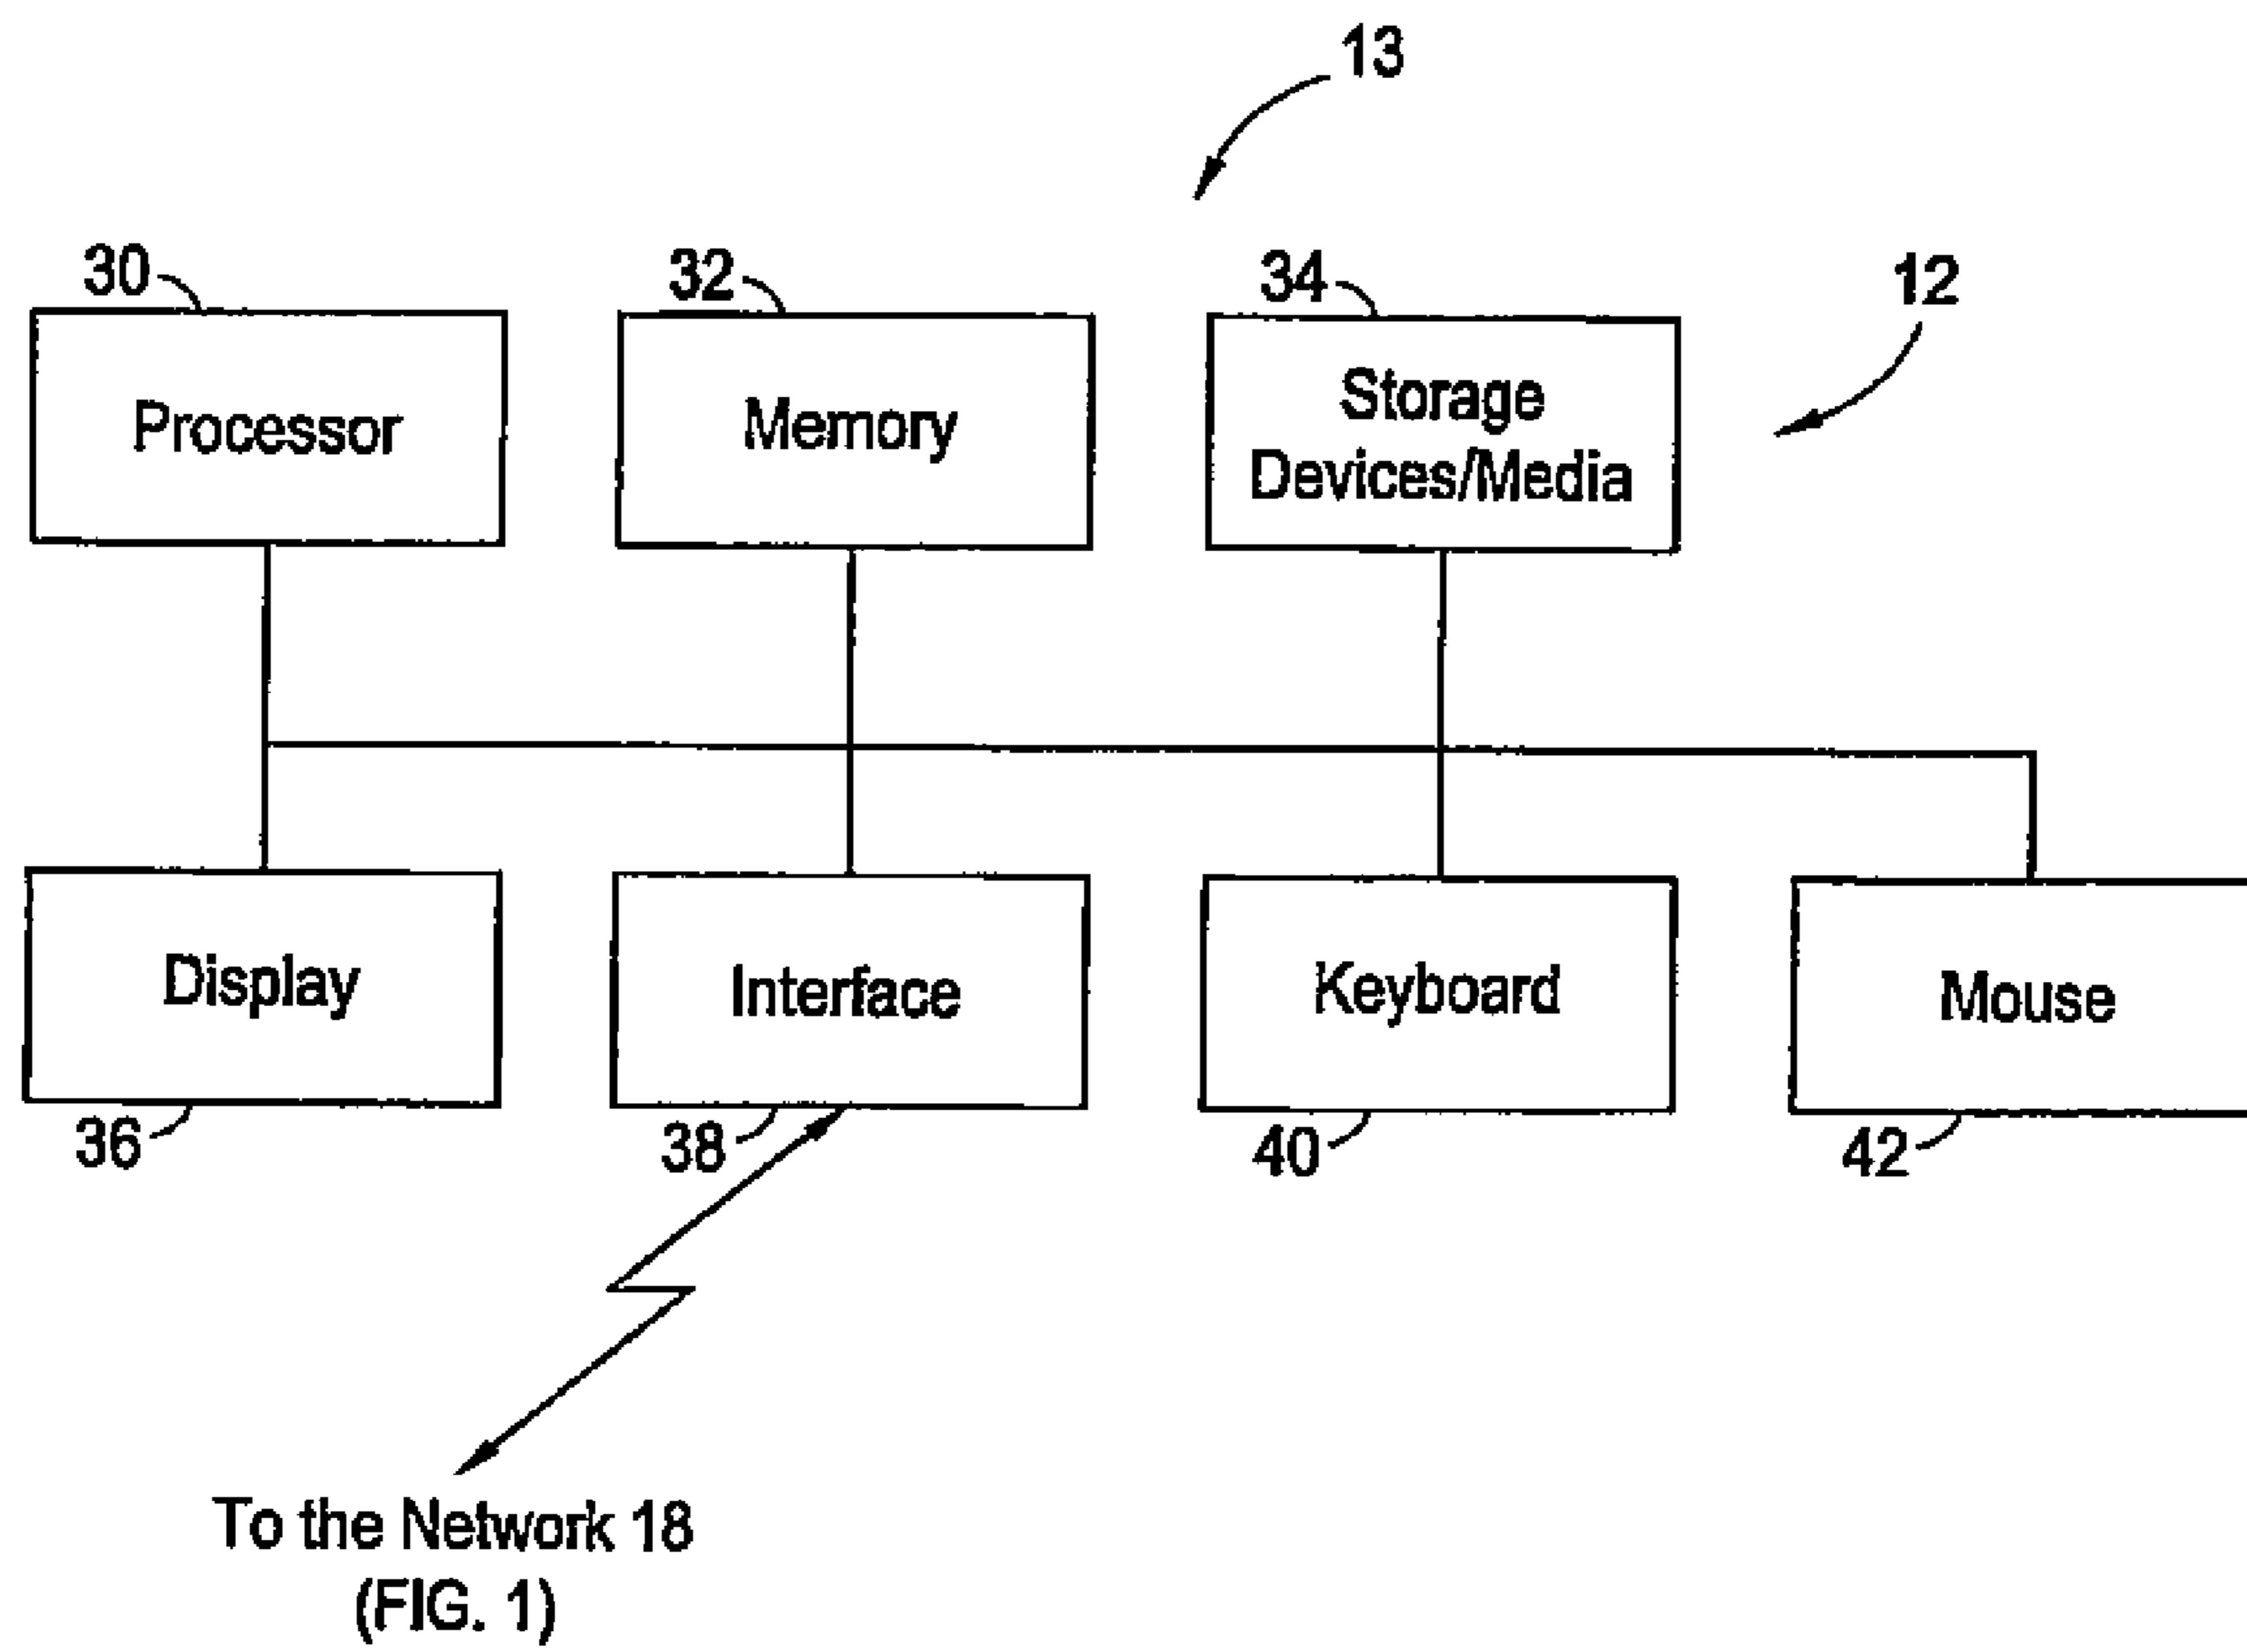 13
30
32
34
12
Processor
Memory
Storage
Devices/Media
Display
Interface
Keyboard
Mouse
36
38
40
42
To the Network 18
(FIG. 1)